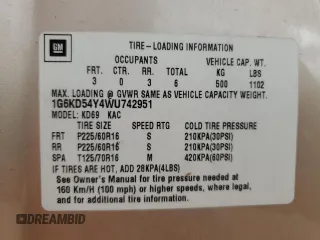 GM
TIRE-LOADING INFORMATION
OCCUPANTS VEHICLE CAP. WT.
FRT. CTR. RR. TOTAL KG LBS
3 0 3 6 500 1102
MAX. LOADING @ GVWR SAME AS VEHICLE CAPACITY WEIGHT.
1G6KD54Y4WU742951
MODEL: KD69 KAC
TIRE SIZE SPEED RTG COLD TIRE PRESSURE
FRT P225/60R16 S 210KPA(30PSI)
RR P225/60R16 S 210KPA(30PSI)
SPA T125/70R16 M 420KPA(60PSI)
IF TIRES ARE HOT, ADD 28KPA(4LBS)
See Owner's Manual for tire pressure needed at
160 Km/H (100 mph) or higher speeds, where legal,
and for additional tire information.
DREAMBID